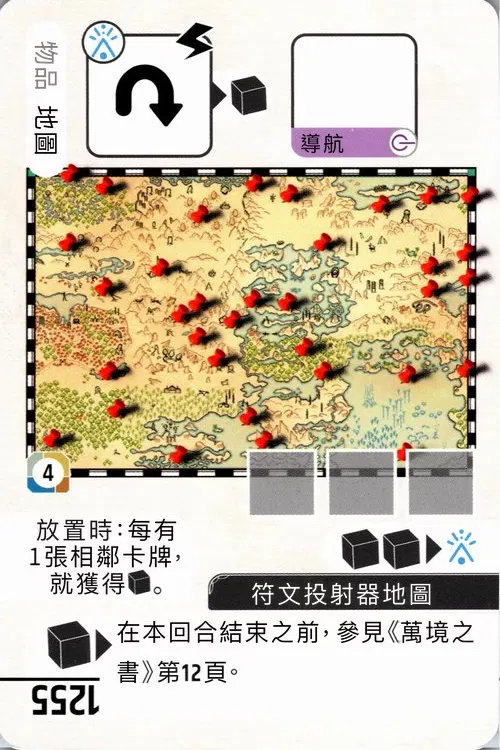 物品 地圖
導航
4
放置時：每有
1張相鄰卡牌，
就獲得。
符文投射器地圖
在本回合結束之前，參見《萬境之
書》第12頁。
1255